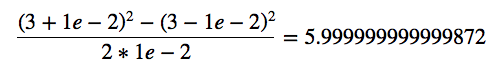 (3 + 1e − 2)² − (3 − 1e − 2)²
2 * 1e − 2
= 5.999999999999872